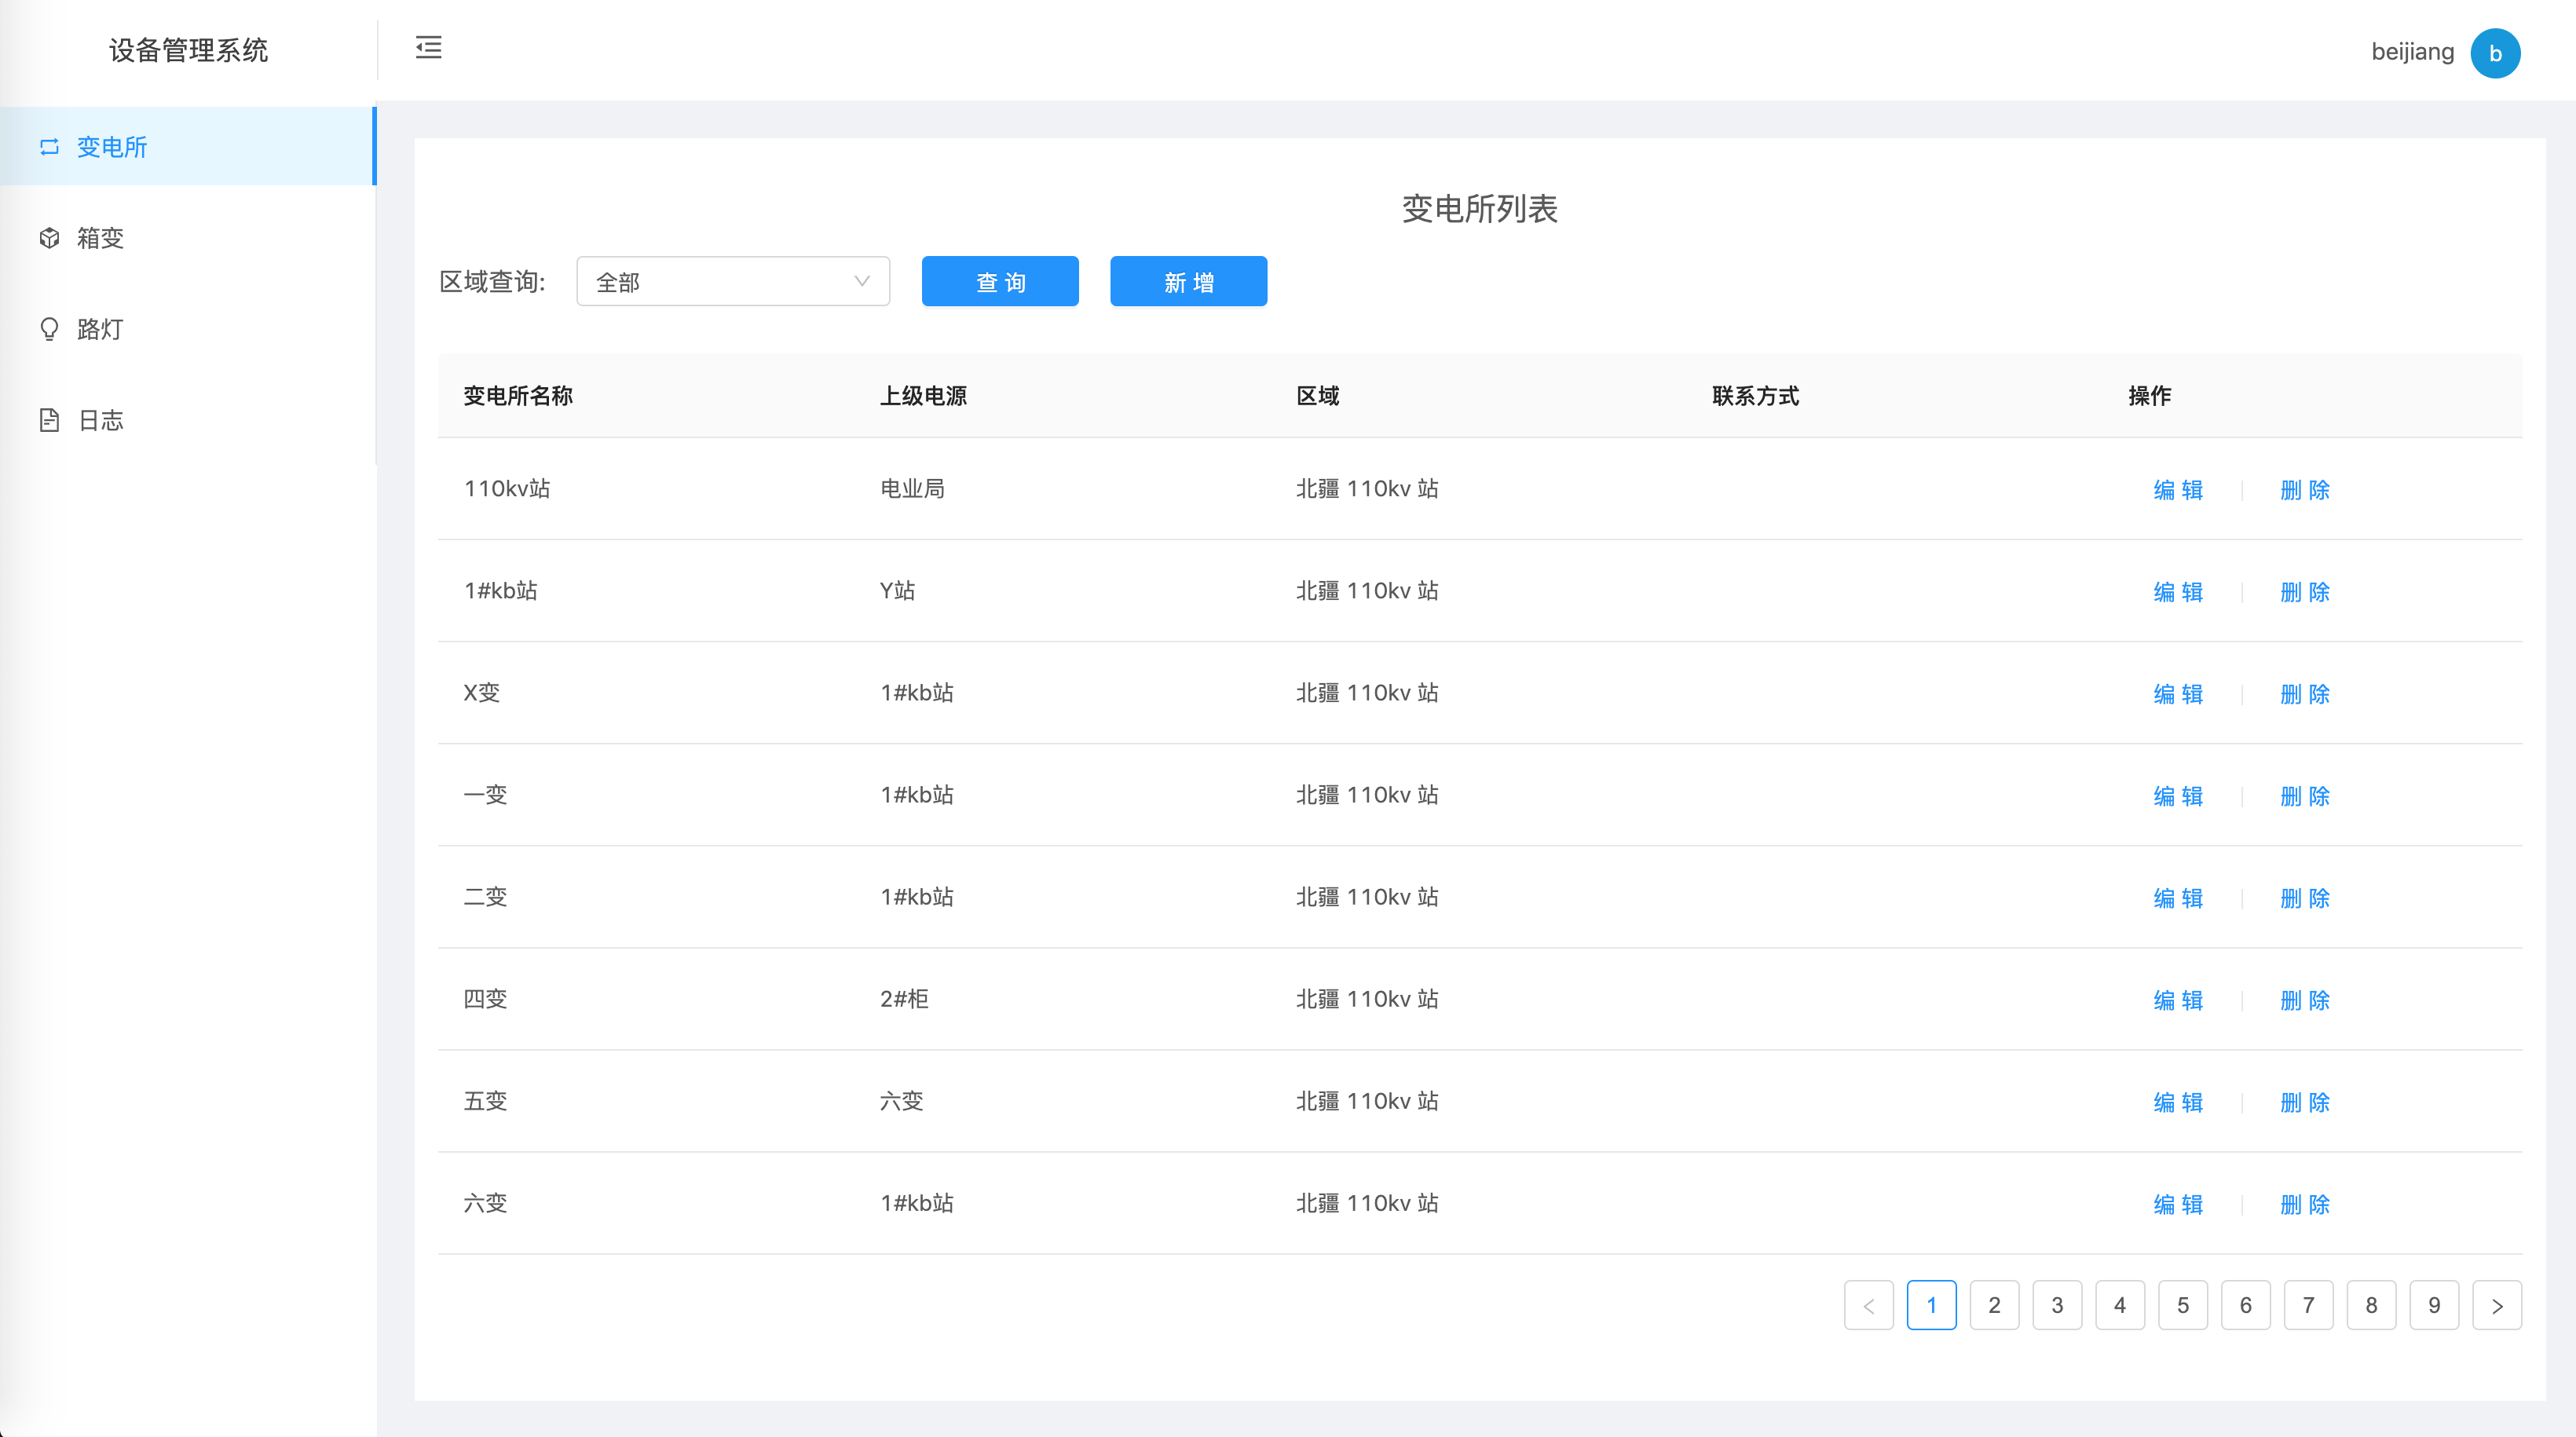 设备管理系统
beijiang b
变电所
箱变
路灯
日志
变电所列表
区域查询: 全部 查 询 新 增
变电所名称 上级电源 区域 联系方式 操作
110kv站 电业局 北疆 110kv 站 编 辑 删 除
1#kb站 Y站 北疆 110kv 站 编 辑 删 除
X变 1#kb站 北疆 110kv 站 编 辑 删 除
一变 1#kb站 北疆 110kv 站 编 辑 删 除
二变 1#kb站 北疆 110kv 站 编 辑 删 除
四变 2#柜 北疆 110kv 站 编 辑 删 除
五变 六变 北疆 110kv 站 编 辑 删 除
六变 1#kb站 北疆 110kv 站 编 辑 删 除
< 1 2 3 4 5 6 7 8 9 >